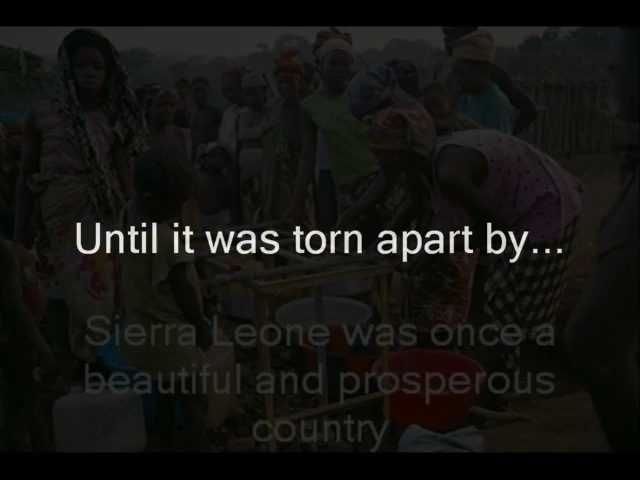 Until it was torn apart by...
Sierra Leone was once a
beautiful and prosperous
country